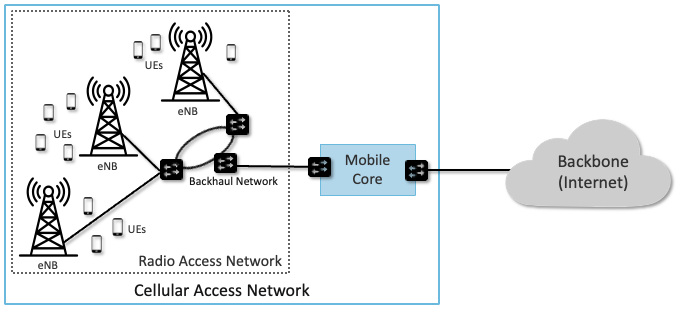 UEs
eNB
UEs
eNB
Backhaul Network
Mobile
Core
Backbone
(Internet)
UEs
eNB
Radio Access Network
Cellular Access Network